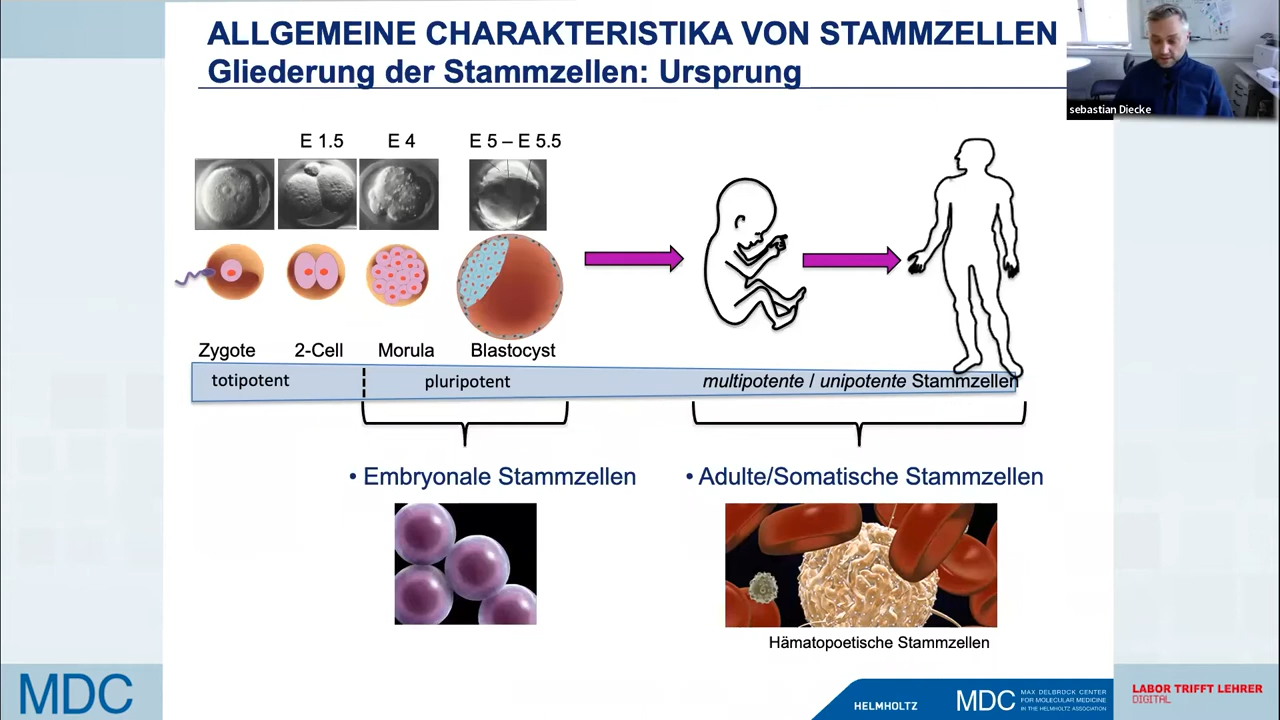 ALLGEMEINE CHARAKTERISTIKA VON STAMMZELLEN
Gliederung der Stammzellen: Ursprung
sebastian Diecke
E 1.5
E 4
E 5 – E 5.5
Zygote
2-Cell
Morula
Blastocyst
totipotent
pluripotent
multipotente / unipotente Stammzellen
• Embryonale Stammzellen
• Adulte/Somatische Stammzellen
Hämatopoetische Stammzellen
MDC
HELMHOLTZ
MDC
MAX DELBRÜCK CENTER
FOR MOLECULAR MEDICINE
IN THE HELMHOLTZ ASSOCIATION
LABOR TRIFFT LEHRER
DIGITAL